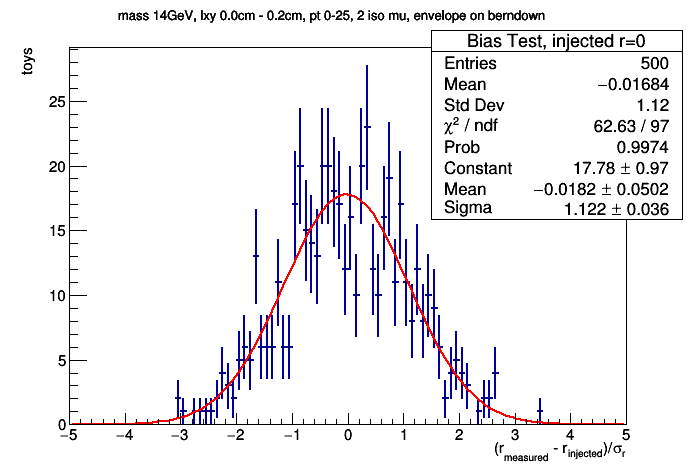 mass 14GeV, lxy 0.0cm - 0.2cm, pt 0-25, 2 iso mu, envelope on berndown
Bias Test, injected r=0
Entries 500
Mean −0.01684
Std Dev 1.12
χ² / ndf 62.63 / 97
Prob 0.9974
Constant 17.78 ± 0.97
Mean −0.0182 ± 0.0502
Sigma 1.122 ± 0.036
toys
25
20
15
10
5
0
−5 −4 −3 −2 −1 0 1 2 3 4 5
(r_measured - r_injected)/σ_r